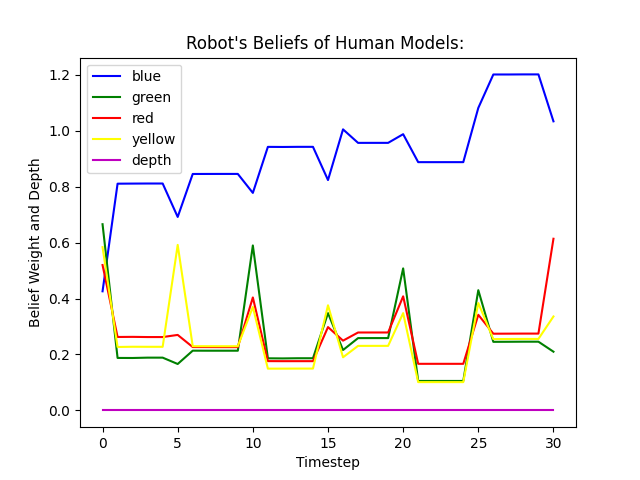 Robot's Beliefs of Human Models:
blue
green
red
yellow
depth
1.2
1.0
0.8
0.6
0.4
0.2
0.0
Belief Weight and Depth
0 5 10 15 20 25 30
Timestep